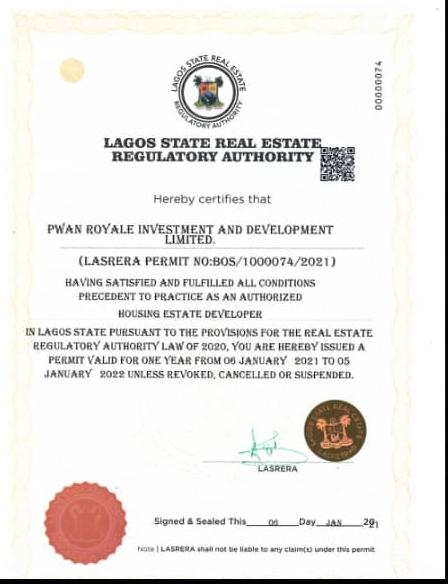 00000074
LAGOS STATE REAL ESTATE
REGULATORY AUTHORITY
LAGOS STATE REAL ESTATE
REGULATORY AUTHORITY
Hereby certifies that
PWAN ROYALE INVESTMENT AND DEVELOPMENT
LIMITED.
(LASRERA PERMIT NO:BOS/1000074/2021)
HAVING SATISFIED AND FULFILLED ALL CONDITIONS
PRECEDENT TO PRACTICE AS AN AUTHORIZED
HOUSING ESTATE DEVELOPER
IN LAGOS STATE PURSUANT TO THE PROVISIONS FOR THE REAL ESTATE
REGULATORY AUTHORITY LAW OF 2020, YOU ARE HEREBY ISSUED A
PERMIT VALID FOR ONE YEAR FROM 06 JANUARY 2021 TO 05
JANUARY 2022 UNLESS REVOKED, CANCELLED OR SUSPENDED.
LAGOS STATE REAL ESTATE
LASRERA
Signed & Sealed This 06 Day JAN 2021
Note | LASRERA shall not be liable to any claim(s) under this permit